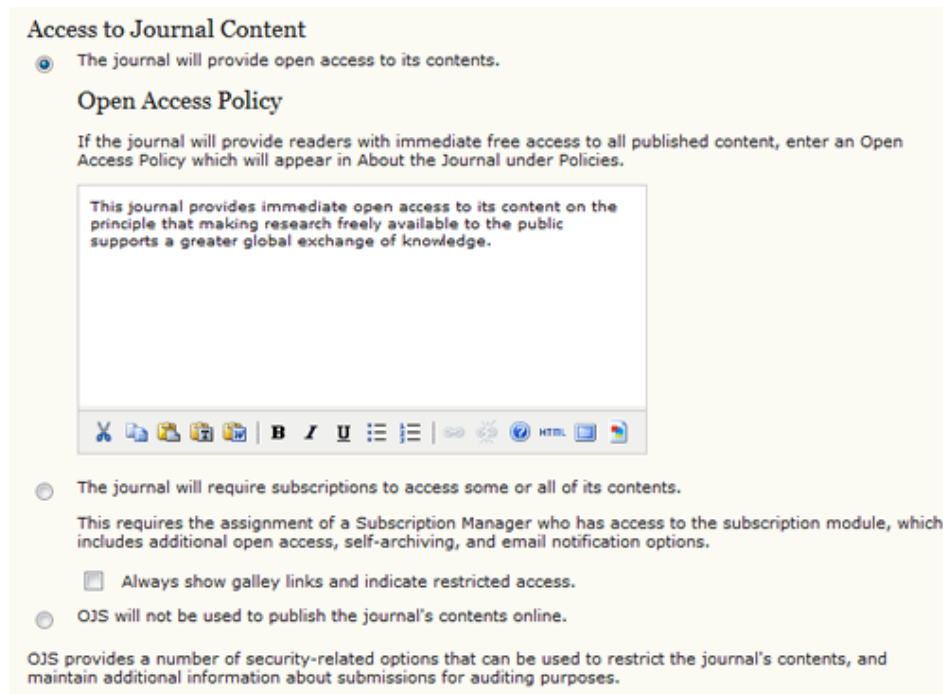 Access to Journal Content
The journal will provide open access to its contents.
Open Access Policy
If the journal will provide readers with immediate free access to all published content, enter an Open
Access Policy which will appear in About the Journal under Policies.
This journal provides immediate open access to its content on the
principle that making research freely available to the public
supports a greater global exchange of knowledge.
B I U HTML
The journal will require subscriptions to access some or all of its contents.
This requires the assignment of a Subscription Manager who has access to the subscription module, which
includes additional open access, self-archiving, and email notification options.
Always show galley links and indicate restricted access.
OJS will not be used to publish the journal's contents online.
OJS provides a number of security-related options that can be used to restrict the journal's contents, and
maintain additional information about submissions for auditing purposes.